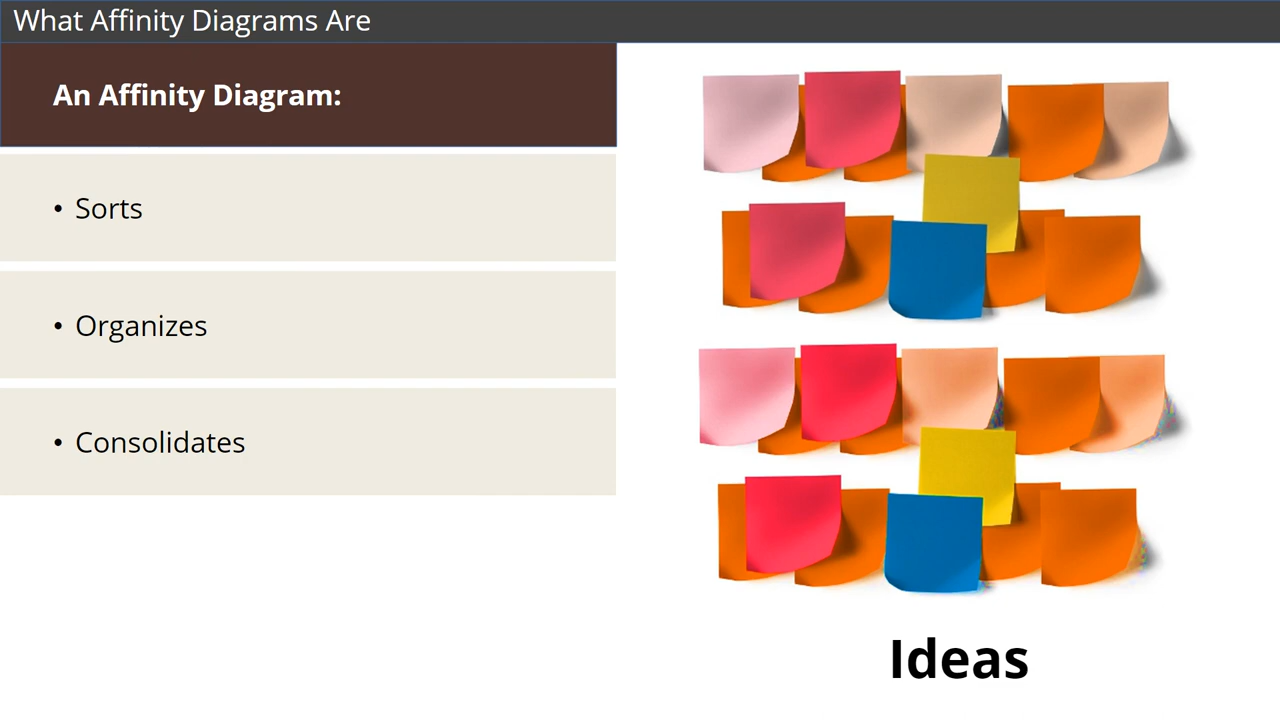 What Affinity Diagrams Are
An Affinity Diagram:
• Sorts
• Organizes
• Consolidates
Ideas